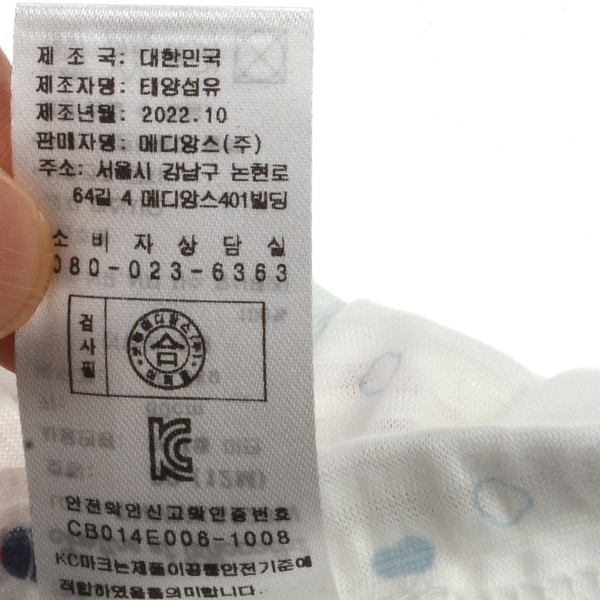 제 조 국: 대한민국
제조자명: 태양섬유
제조년월: 2022.10
판매자명: 메디앙스(주)
주소: 서울시 강남구 논현로
64길 4 메디앙스401빌딩
소 비 자 상 담 실
080-023-6363
검사필
합
KC
안전확인신고확인증번호
CB014E006-1008
KC마크는제품이공통안전기준에
적합하였음을의미합니다.
(12M)